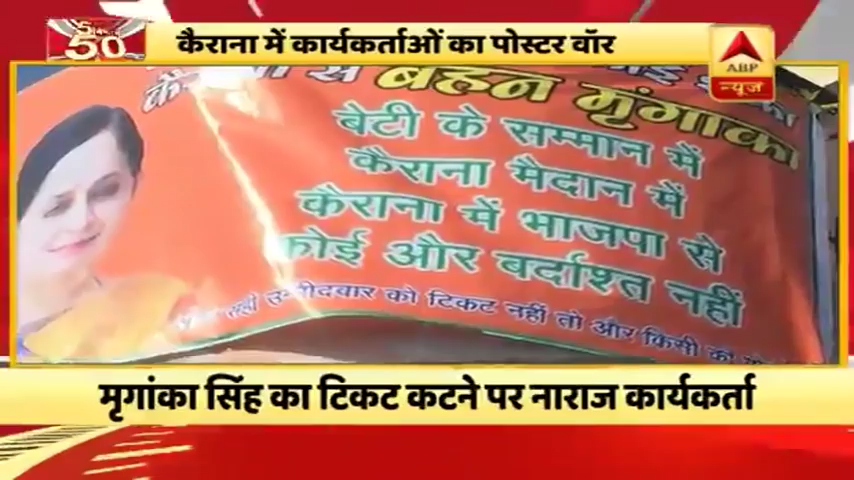 50
कैराना में कार्यकर्ताओं का पोस्टर वॉर
ABP
न्यूज़
से बहन मृंगाका
बेटी के सम्मान में
कैराना मैदान में
कैराना में भाजपा से
कोई और बर्दाश्त नहीं
सही उम्मीदवार को टिकट नहीं तो और किसी को
मृगांका सिंह का टिकट कटने पर नाराज कार्यकर्ता